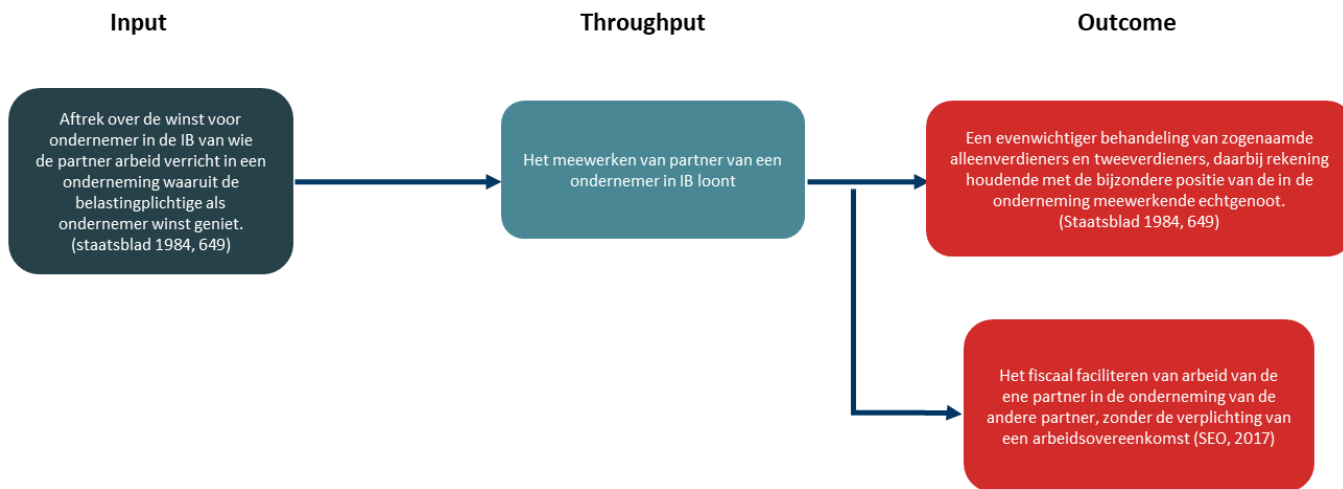 Input
Throughput
Outcome
Aftrek over de winst voor
ondernemer in de IB van wie
de partner arbeid verricht in een
onderneming waaruit de
belastingplichtige als
ondernemer winst geniet.
(staatsblad 1984, 649)
Het meewerken van partner van een
ondernemer in IB loont
Een evenwichtiger behandeling van zogenaamde
alleenverdieners en tweeverdieners, daarbij rekening
houdende met de bijzondere positie van de in de
onderneming meewerkende echtgenoot.
(Staatsblad 1984, 649)
Het fiscaal faciliteren van arbeid van de
ene partner in de onderneming van de
andere partner, zonder de verplichting van
een arbeidsovereenkomst (SEO, 2017)